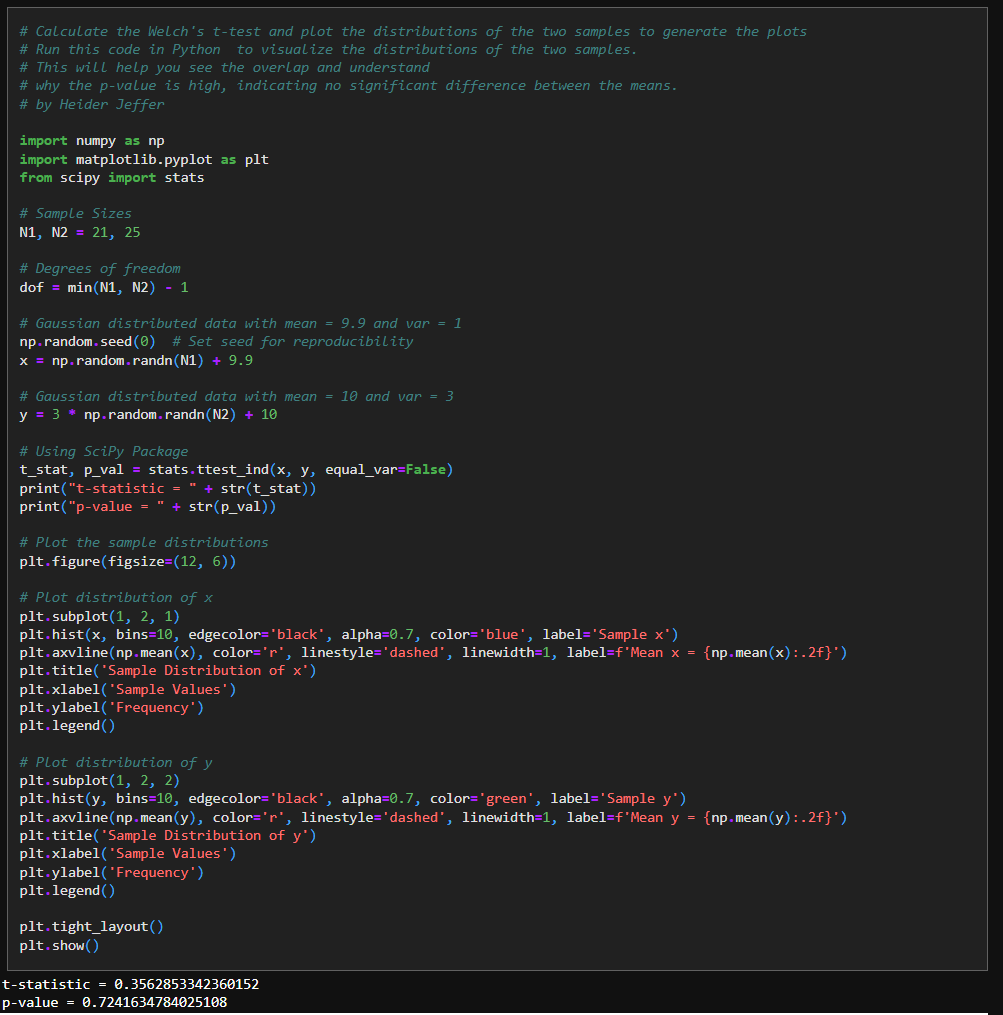 # Calculate the Welch's t-test and plot the distributions of the two samples to generate the plots
# Run this code in Python  to visualize the distributions of the two samples.
# This will help you see the overlap and understand
# why the p-value is high, indicating no significant difference between the means.
# by Heider Jeffer

import numpy as np
import matplotlib.pyplot as plt
from scipy import stats

# Sample Sizes
N1, N2 = 21, 25

# Degrees of freedom
dof = min(N1, N2) - 1

# Gaussian distributed data with mean = 9.9 and var = 1
np.random.seed(0)  # Set seed for reproducibility
x = np.random.randn(N1) + 9.9

# Gaussian distributed data with mean = 10 and var = 3
y = 3 * np.random.randn(N2) + 10

# Using SciPy Package
t_stat, p_val = stats.ttest_ind(x, y, equal_var=False)
print("t-statistic = " + str(t_stat))
print("p-value = " + str(p_val))

# Plot the sample distributions
plt.figure(figsize=(12, 6))

# Plot distribution of x
plt.subplot(1, 2, 1)
plt.hist(x, bins=10, edgecolor='black', alpha=0.7, color='blue', label='Sample x')
plt.axvline(np.mean(x), color='r', linestyle='dashed', linewidth=1, label=f'Mean x = {np.mean(x):.2f}')
plt.title('Sample Distribution of x')
plt.xlabel('Sample Values')
plt.ylabel('Frequency')
plt.legend()

# Plot distribution of y
plt.subplot(1, 2, 2)
plt.hist(y, bins=10, edgecolor='black', alpha=0.7, color='green', label='Sample y')
plt.axvline(np.mean(y), color='r', linestyle='dashed', linewidth=1, label=f'Mean y = {np.mean(y):.2f}')
plt.title('Sample Distribution of y')
plt.xlabel('Sample Values')
plt.ylabel('Frequency')
plt.legend()

plt.tight_layout()
plt.show()
t-statistic = 0.3562853342360152
p-value = 0.7241634784025108